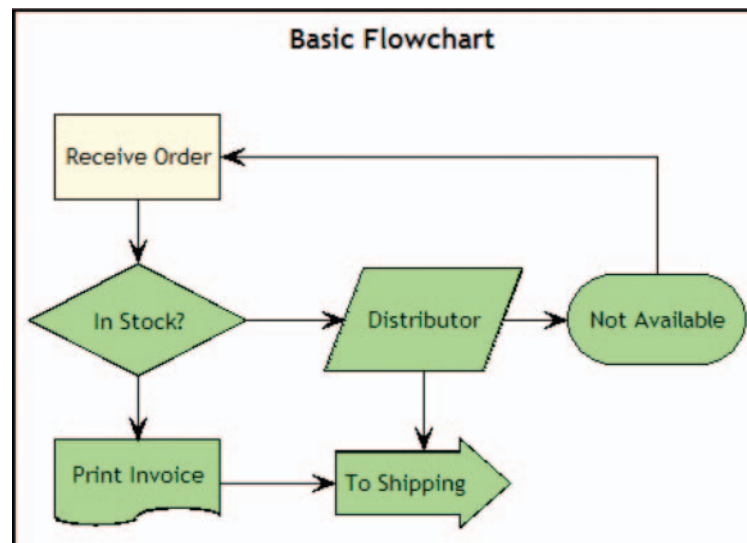 Basic Flowchart
Receive Order
In Stock?
Distributor
Not Available
Print Invoice
To Shipping